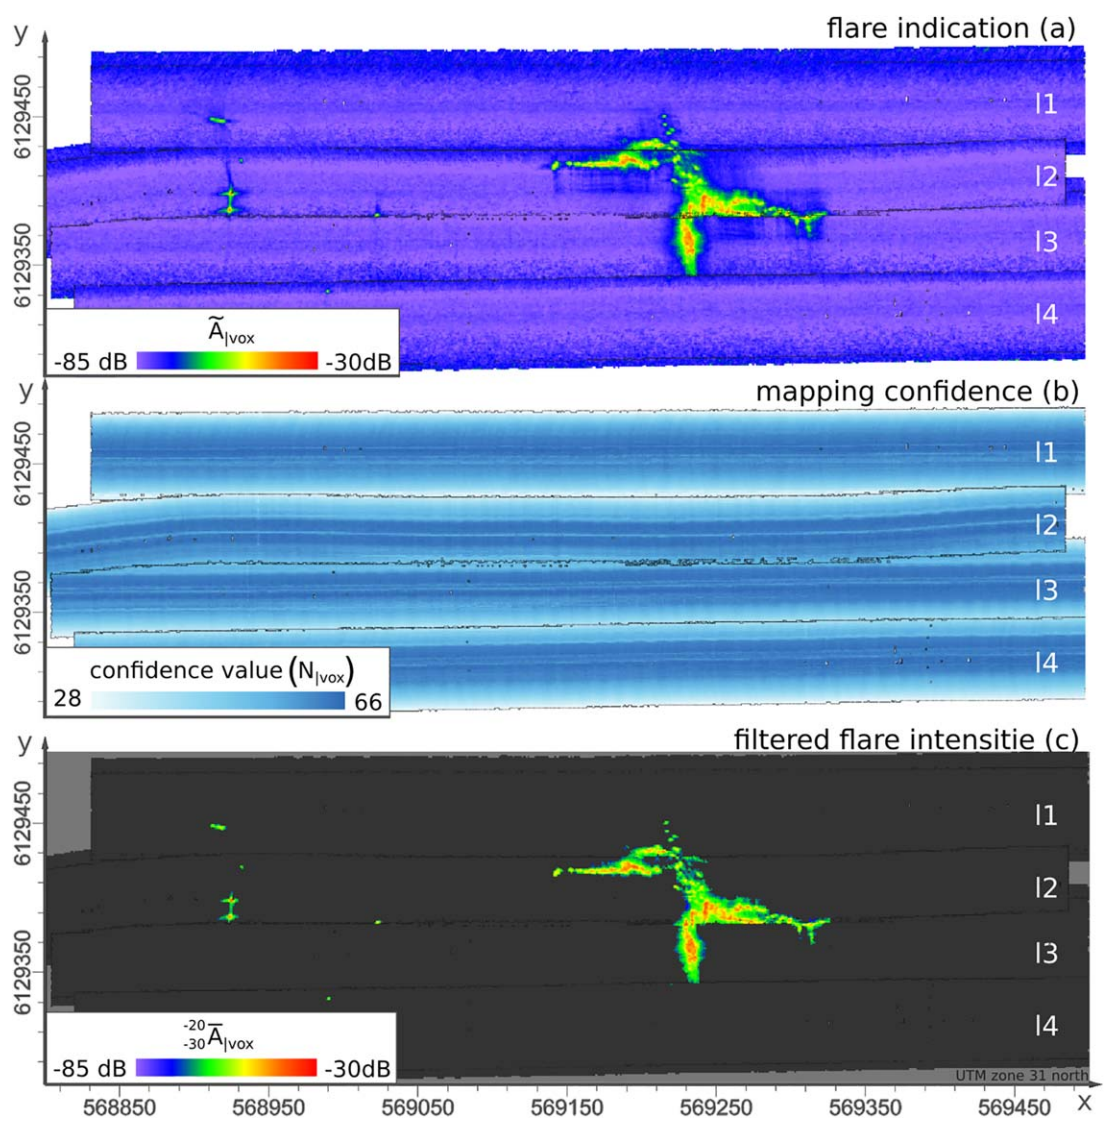 flare indication (a)
y
6129450
6129350
l1
l2
l3
l4
Ã|vox
-85 dB -30dB
mapping confidence (b)
y
6129450
6129350
l1
l2
l3
l4
confidence value (N|vox)
28 66
filtered flare intensitie (c)
y
6129450
6129350
l1
l2
l3
l4
-20
-30 A̅|vox
-85 dB -30dB
UTM zone 31 north
568850 568950 569050 569150 569250 569350 569450 x